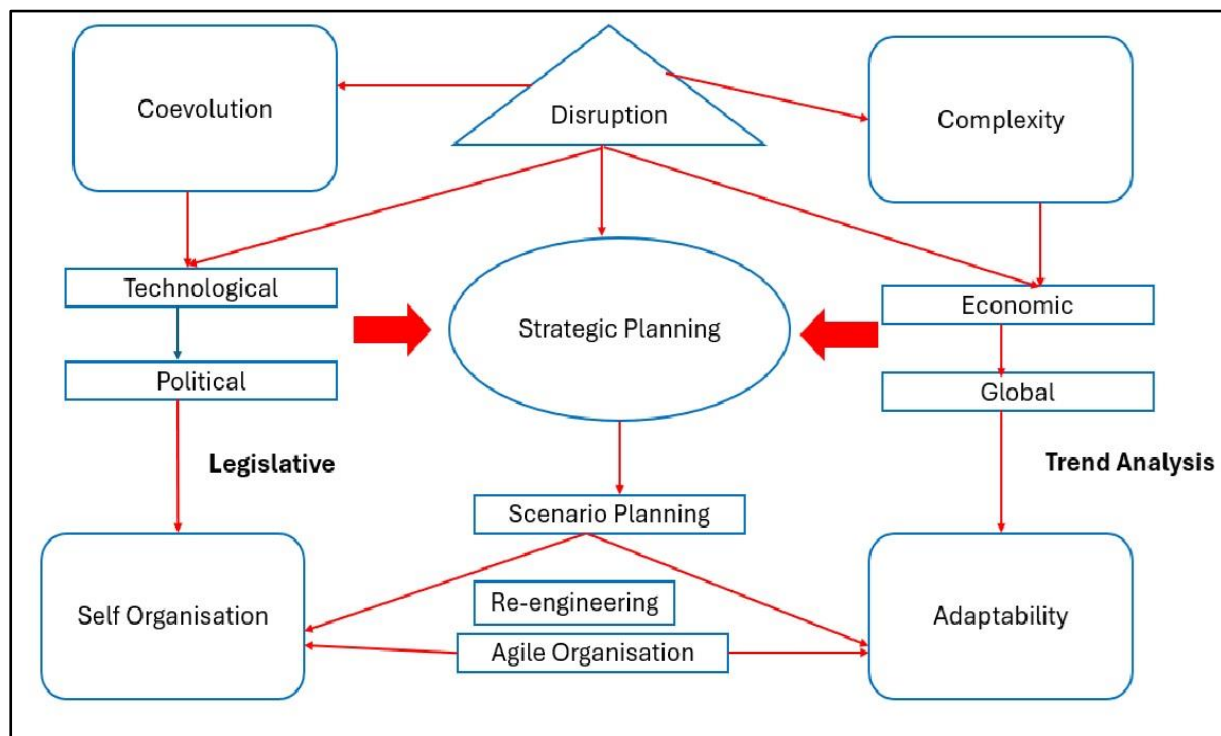 Coevolution
Disruption
Complexity
Technological
Strategic Planning
Economic
Political
Global
Legislative
Trend Analysis
Scenario Planning
Self Organisation
Re-engineering
Adaptability
Agile Organisation